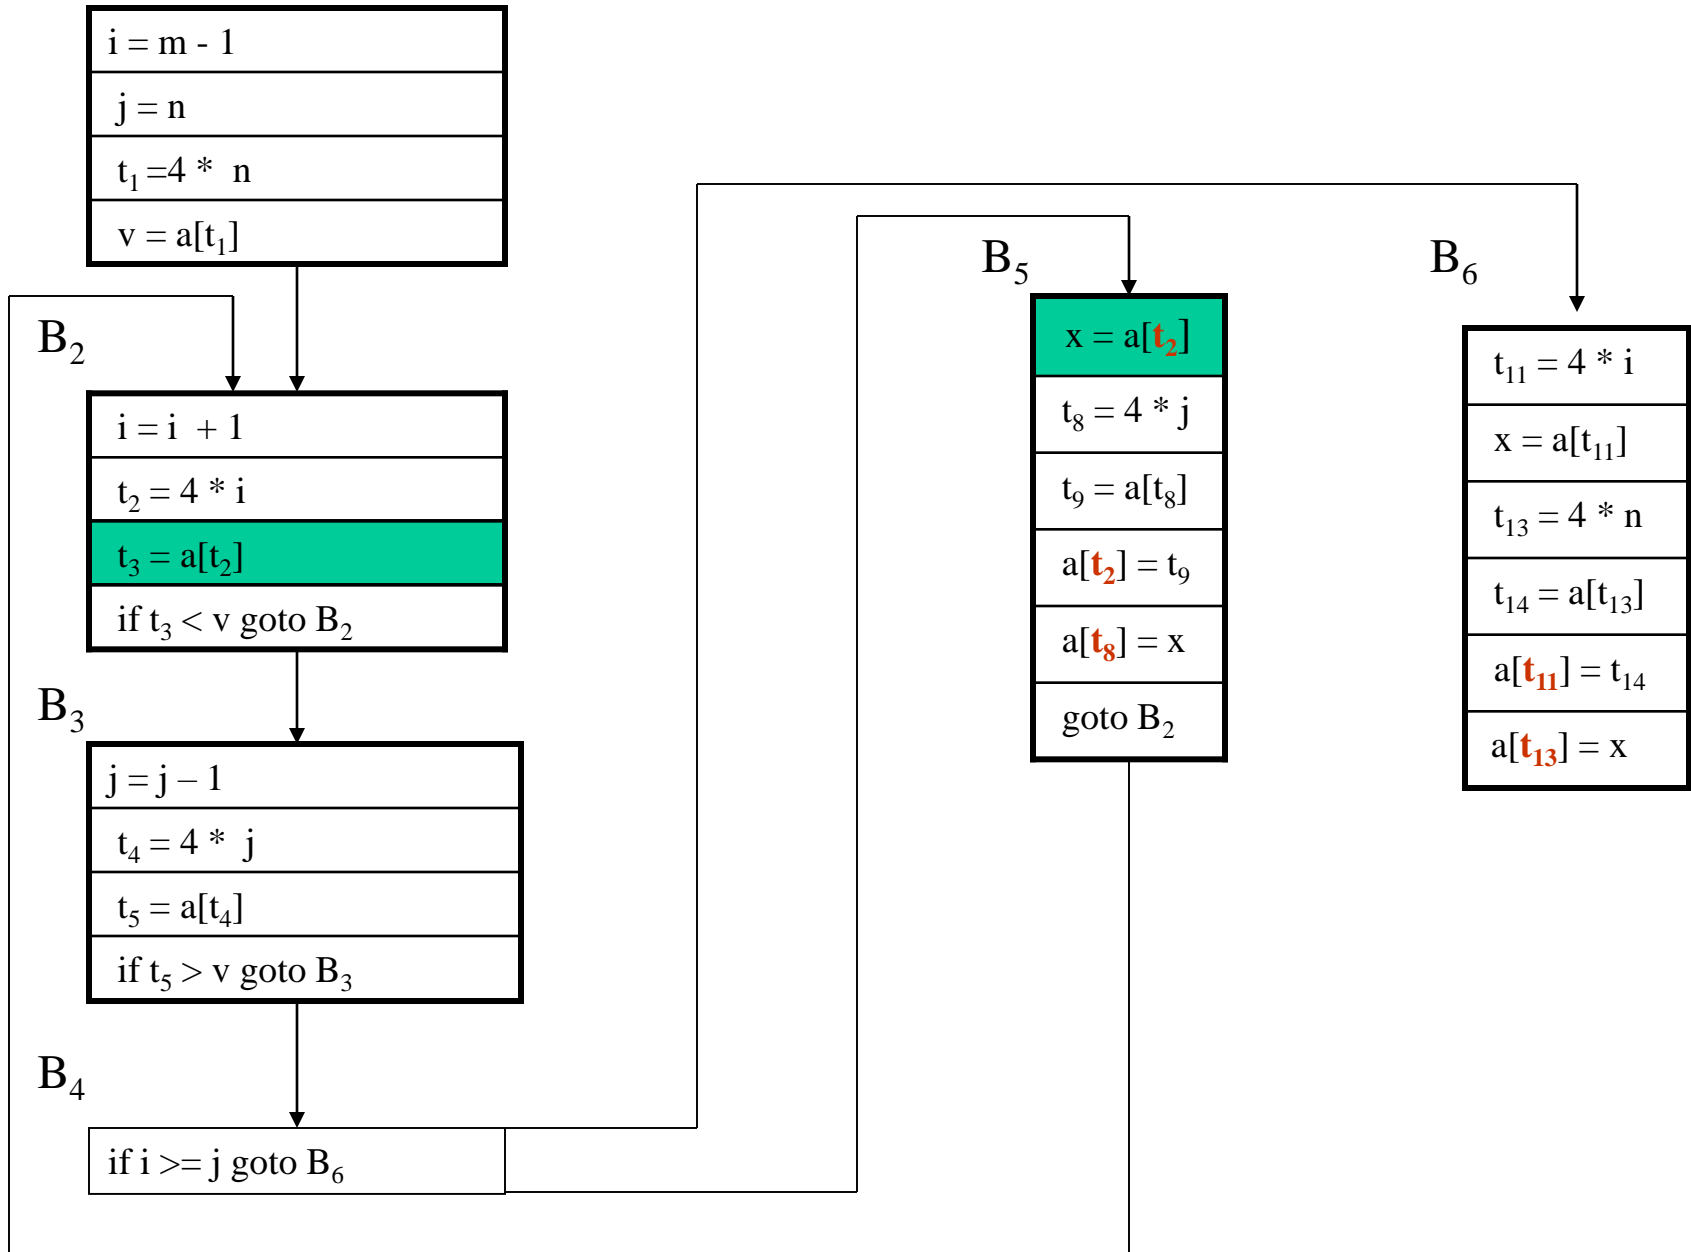 i = m - 1
j = n
t₁ =4 * n
v = a[t₁]
B₂
i = i + 1
t₂ = 4 * i
t₃ = a[t₂]
if t₃ < v goto B₂
B₃
j = j – 1
t₄ = 4 * j
t₅ = a[t₄]
if t₅ > v goto B₃
B₄
if i >= j goto B₆
B₅
x = a[t₂]
t₈ = 4 * j
t₉ = a[t₈]
a[t₂] = t₉
a[t₈] = x
goto B₂
B₆
t₁₁ = 4 * i
x = a[t₁₁]
t₁₃ = 4 * n
t₁₄ = a[t₁₃]
a[t₁₁] = t₁₄
a[t₁₃] = x